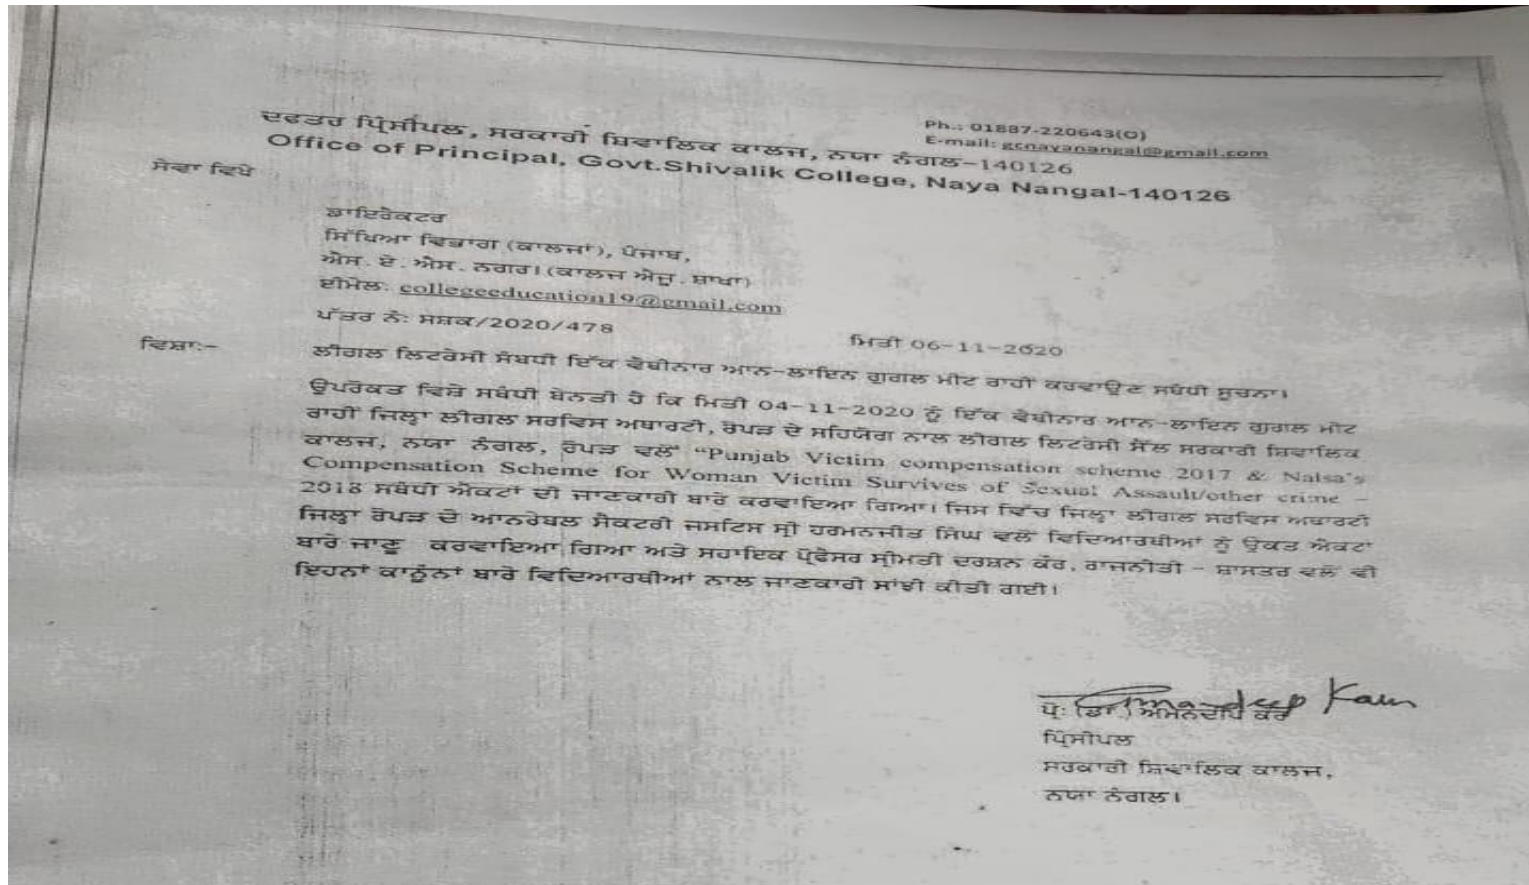 Ph.: 01887-220643(O)
E-mail: gcnayanangal@gmail.com
ਦਫਤਰ ਪ੍ਰਿੰਸੀਪਲ, ਸਰਕਾਰੀ ਸ਼ਿਵਾਲਿਕ ਕਾਲਜ, ਨਯਾ ਨੰਗਲ-140126
Office of Principal, Govt.Shivalik College, Naya Nangal-140126
ਸੇਵਾ ਵਿਖੇ
ਡਾਇਰੈਕਟਰ
ਸਿੱਖਿਆ ਵਿਭਾਗ (ਕਾਲਜਾਂ), ਪੰਜਾਬ,
ਐਸ. ਏ. ਐਸ. ਨਗਰ। (ਕਾਲਜ ਐਜੂ. ਸ਼ਾਖਾ)
ਈਮੇਲ: collegeeducation19@gmail.com
ਪੱਤਰ ਨੰ: ਸਸ਼ਕ/2020/478
ਮਿਤੀ 06-11-2020
ਵਿਸ਼ਾ:- ਲੀਗਲ ਲਿਟਰੇਸੀ ਸੰਬਧੀ ਇੱਕ ਵੈਬੀਨਾਰ ਆਨ-ਲਾਇਨ ਗੁਗਲ ਮੀਟ ਰਾਹੀਂ ਕਰਵਾਉਣ ਸਬੰਧੀ ਸੂਚਨਾ।
ਉਪਰੋਕਤ ਵਿਸ਼ੇ ਸਬੰਧੀ ਬੇਨਤੀ ਹੈ ਕਿ ਮਿਤੀ 04-11-2020 ਨੂੰ ਇੱਕ ਵੈਬੀਨਾਰ ਆਨ-ਲਾਇਨ ਗੁਗਲ ਮੀਟ
ਰਾਹੀਂ ਜਿਲ੍ਹਾ ਲੀਗਲ ਸਰਵਿਸ ਅਥਾਰਟੀ, ਰੋਪੜ ਦੇ ਸਹਿਯੋਗ ਨਾਲ ਲੀਗਲ ਲਿਟਰੇਸੀ ਸੈੱਲ ਸਰਕਾਰੀ ਸ਼ਿਵਾਲਿਕ
ਕਾਲਜ, ਨਯਾ ਨੰਗਲ, ਰੋਪੜ ਵਲੋਂ "Punjab Victim compensation scheme 2017 & Nalsa's
Compensation Scheme for Woman Victim Survives of Sexual Assault/other crime –
2018 ਸਬੰਧੀ ਐਕਟਾਂ ਦੀ ਜਾਣਕਾਰੀ ਬਾਰੇ ਕਰਵਾਇਆ ਗਿਆ। ਜਿਸ ਵਿੱਚ ਜਿਲ੍ਹਾ ਲੀਗਲ ਸਰਵਿਸ ਅਥਾਰਟੀ
ਜਿਲ੍ਹਾ ਰੋਪੜ ਦੇ ਆਨਰੇਬਲ ਸੈਕਟਰੀ ਜਸਟਿਸ ਸ੍ਰੀ ਹਰਮਨਜੀਤ ਸਿੰਘ ਵਲੋਂ ਵਿਦਿਆਰਥੀਆਂ ਨੂੰ ਉਕਤ ਐਕਟਾਂ
ਬਾਰੇ ਜਾਣੂ ਕਰਵਾਇਆ ਗਿਆ ਅਤੇ ਸਹਾਇਕ ਪ੍ਰੋਫੈਸਰ ਸ੍ਰੀਮਤੀ ਦਰਸ਼ਨ ਕੌਰ, ਰਾਜਨੀਤੀ – ਸ਼ਾਸਤਰ ਵਲੋਂ ਵੀ
ਇਹਨਾਂ ਕਾਨੂੰਨਾਂ ਬਾਰੇ ਵਿਦਿਆਰਥੀਆਂ ਨਾਲ ਜਾਣਕਾਰੀ ਸਾਂਝੀ ਕੀਤੀ ਗਈ।
Amandeep Kaur
ਪ੍ਰੋ: (ਡਾ.) ਅਮਨਦੀਪ ਕੌਰ
ਪ੍ਰਿੰਸੀਪਲ
ਸਰਕਾਰੀ ਸ਼ਿਵਾਲਿਕ ਕਾਲਜ,
ਨਯਾ ਨੰਗਲ।